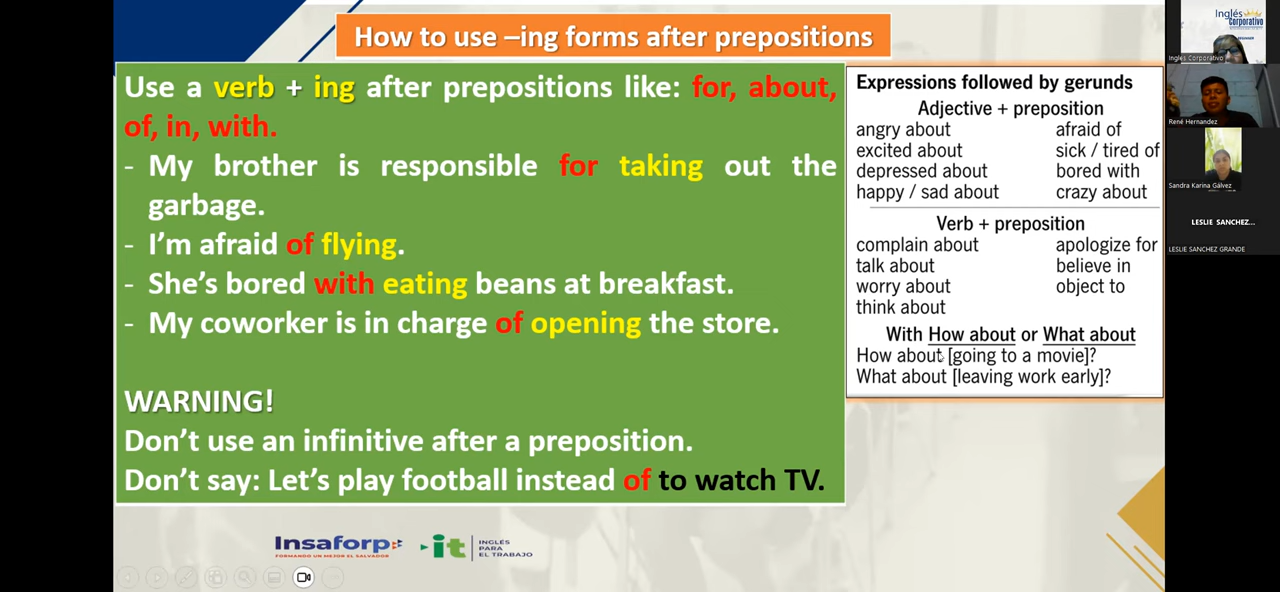 How to use –ing forms after prepositions
Use a verb + ing after prepositions like: for, about,
of, in, with.
- My brother is responsible for taking out the
garbage.
- I'm afraid of flying.
- She's bored with eating beans at breakfast.
- My coworker is in charge of opening the store.
WARNING!
Don't use an infinitive after a preposition.
Don't say: Let's play football instead of to watch TV.
Expressions followed by gerunds
Adjective + preposition
angry about afraid of
excited about sick / tired of
depressed about bored with
happy / sad about crazy about
Verb + preposition
complain about apologize for
talk about believe in
worry about object to
think about
With How about or What about
How about [going to a movie]?
What about [leaving work early]?
Insaforp
FORMANDO UN MEJOR EL SALVADOR
it
INGLÉS
PARA
EL TRABAJO
Inglés
Corporativo
Inglés Corporativo
René Hernandez
Sandra Karina Gálvez
LESLIE SANCHEZ...
LESLIE SANCHEZ GRANDE